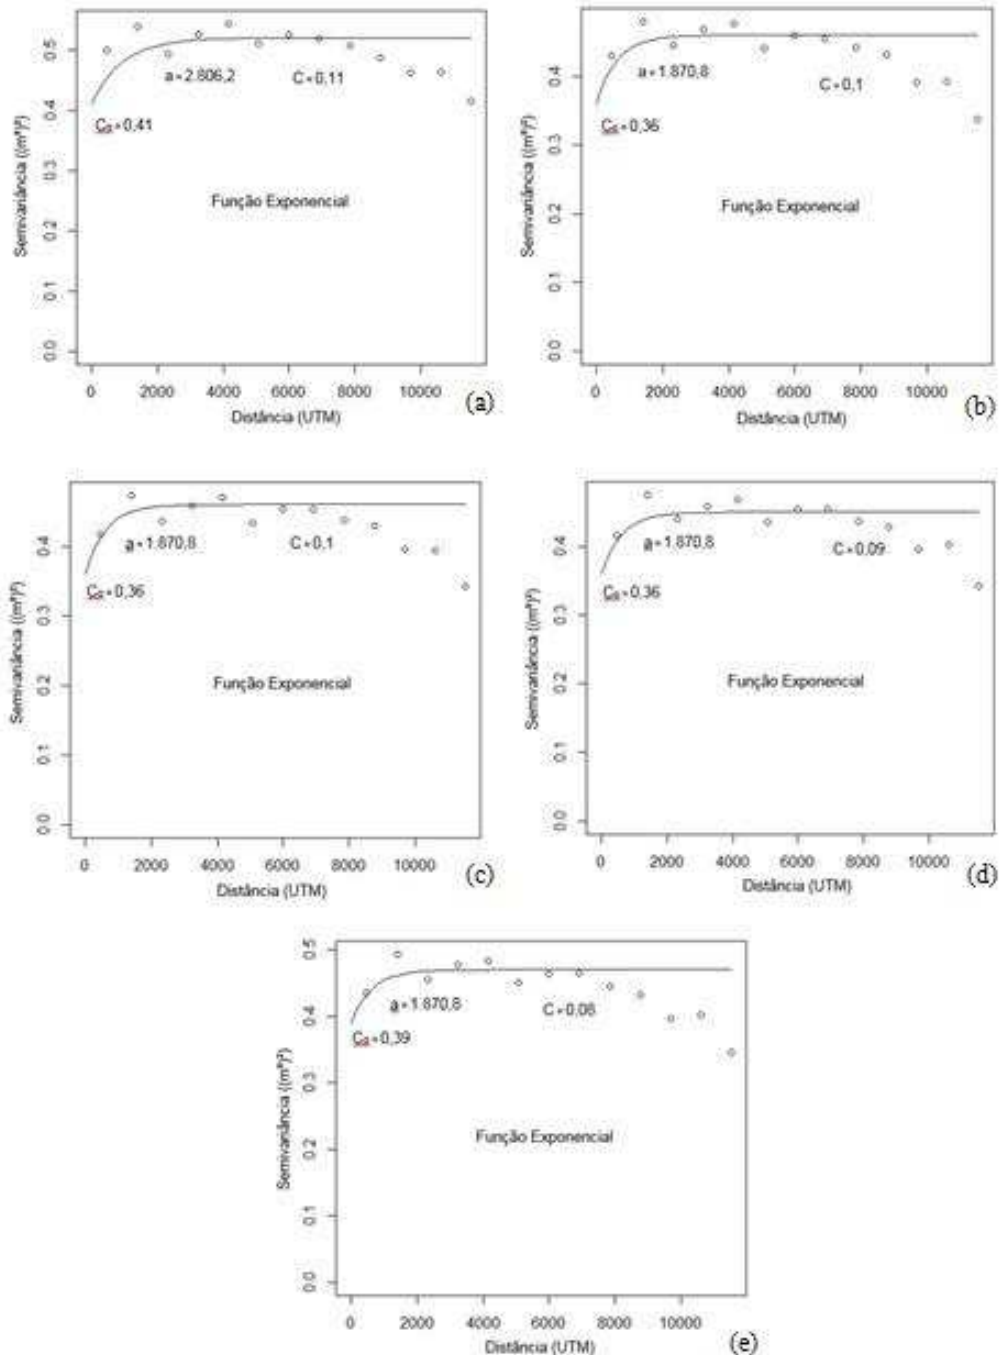 Semivariância ((m³)²)
0.0 0.1 0.2 0.3 0.4 0.5
a = 2.806,2
C = 0,11
C₀ = 0,41
Função Exponencial
0 2000 4000 6000 8000 10000
Distância (UTM)
(a)
Semivariância ((m³)²)
0.0 0.1 0.2 0.3 0.4
a = 1.870,8
C = 0,1
C₀ = 0,36
Função Exponencial
0 2000 4000 6000 8000 10000
Distância (UTM)
(b)
Semivariância ((m³)²)
0.0 0.1 0.2 0.3 0.4
a = 1.870,8
C = 0,1
C₀ = 0,36
Função Exponencial
0 2000 4000 6000 8000 10000
Distância (UTM)
(c)
Semivariância ((m³)²)
0.0 0.1 0.2 0.3 0.4
a = 1.870,8
C = 0,09
C₀ = 0,36
Função Exponencial
0 2000 4000 6000 8000 10000
Distância (UTM)
(d)
Semivariância ((m³)²)
0.0 0.1 0.2 0.3 0.4 0.5
a = 1.870,8
C = 0,08
C₀ = 0,39
Função Exponencial
0 2000 4000 6000 8000 10000
Distância (UTM)
(e)